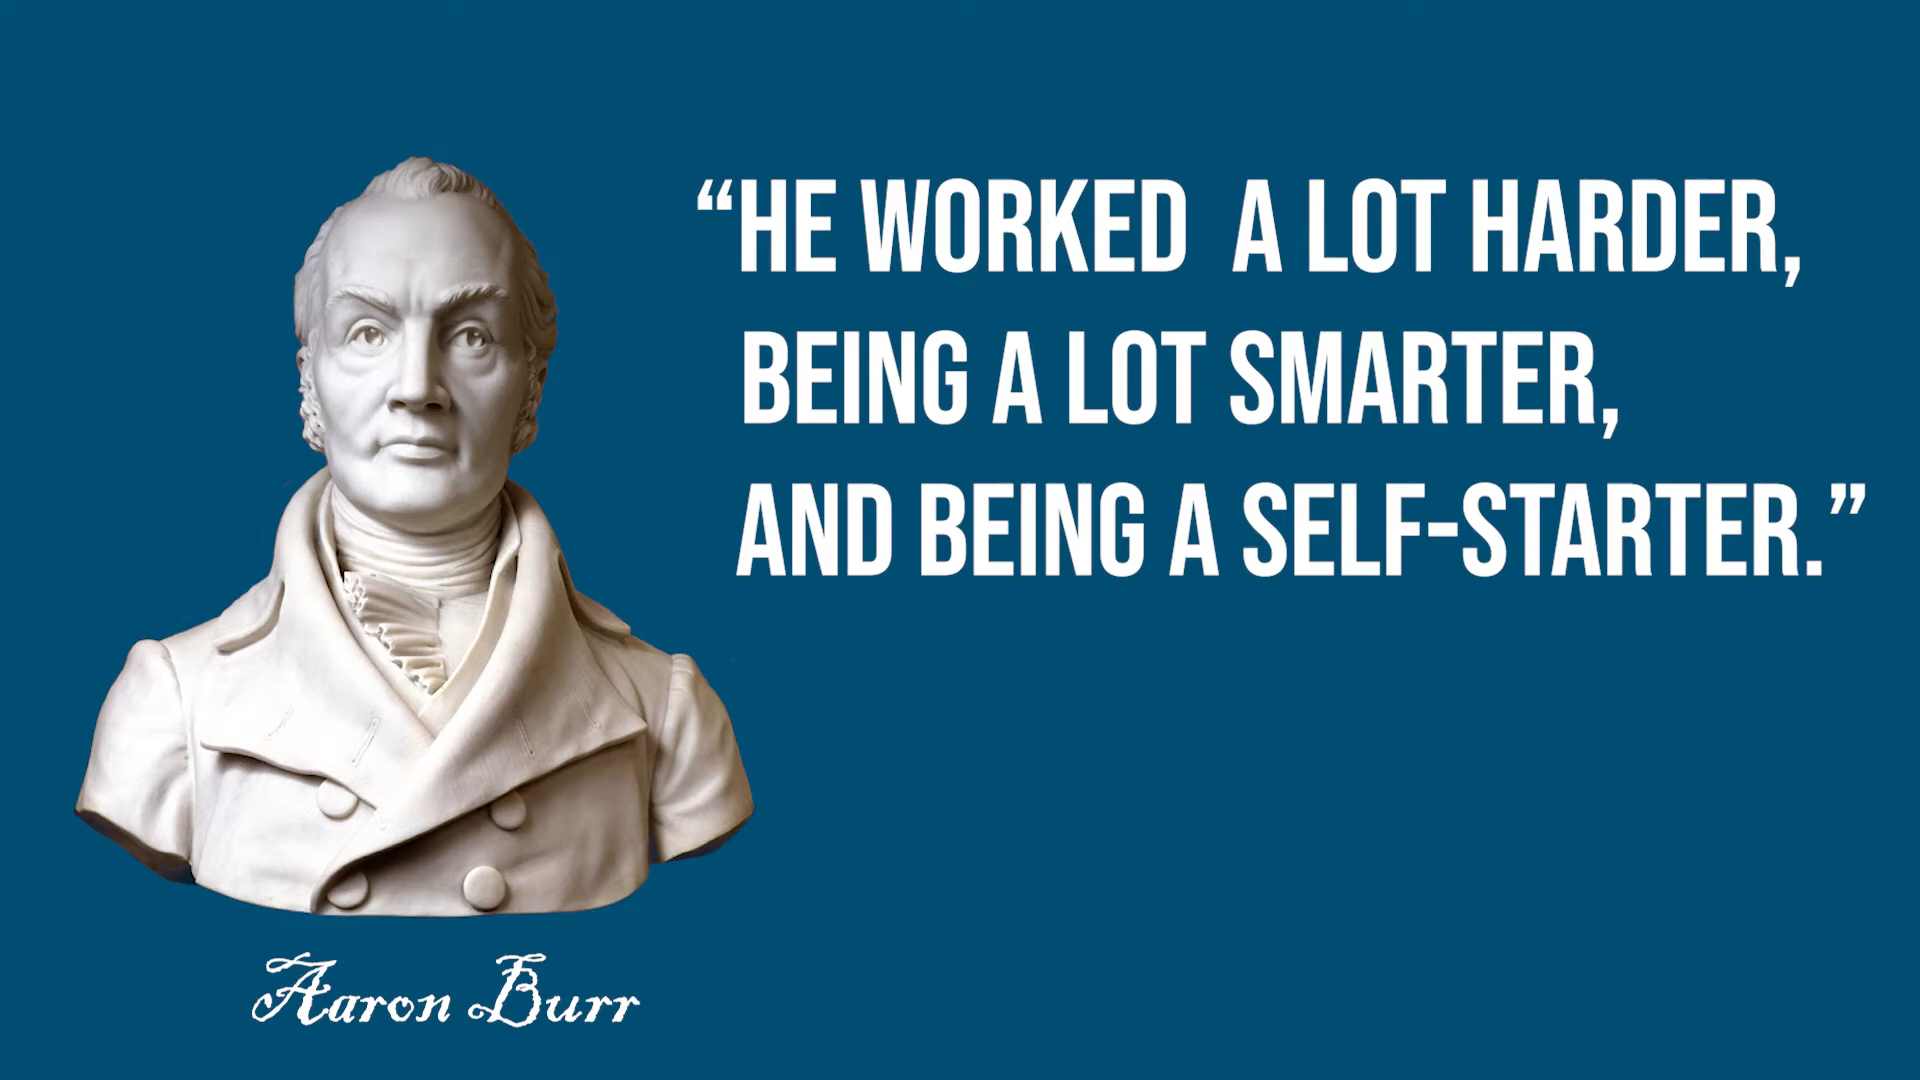 “HE WORKED  A LOT HARDER,
BEING A LOT SMARTER,
AND BEING A SELF-STARTER.”
Aaron Burr